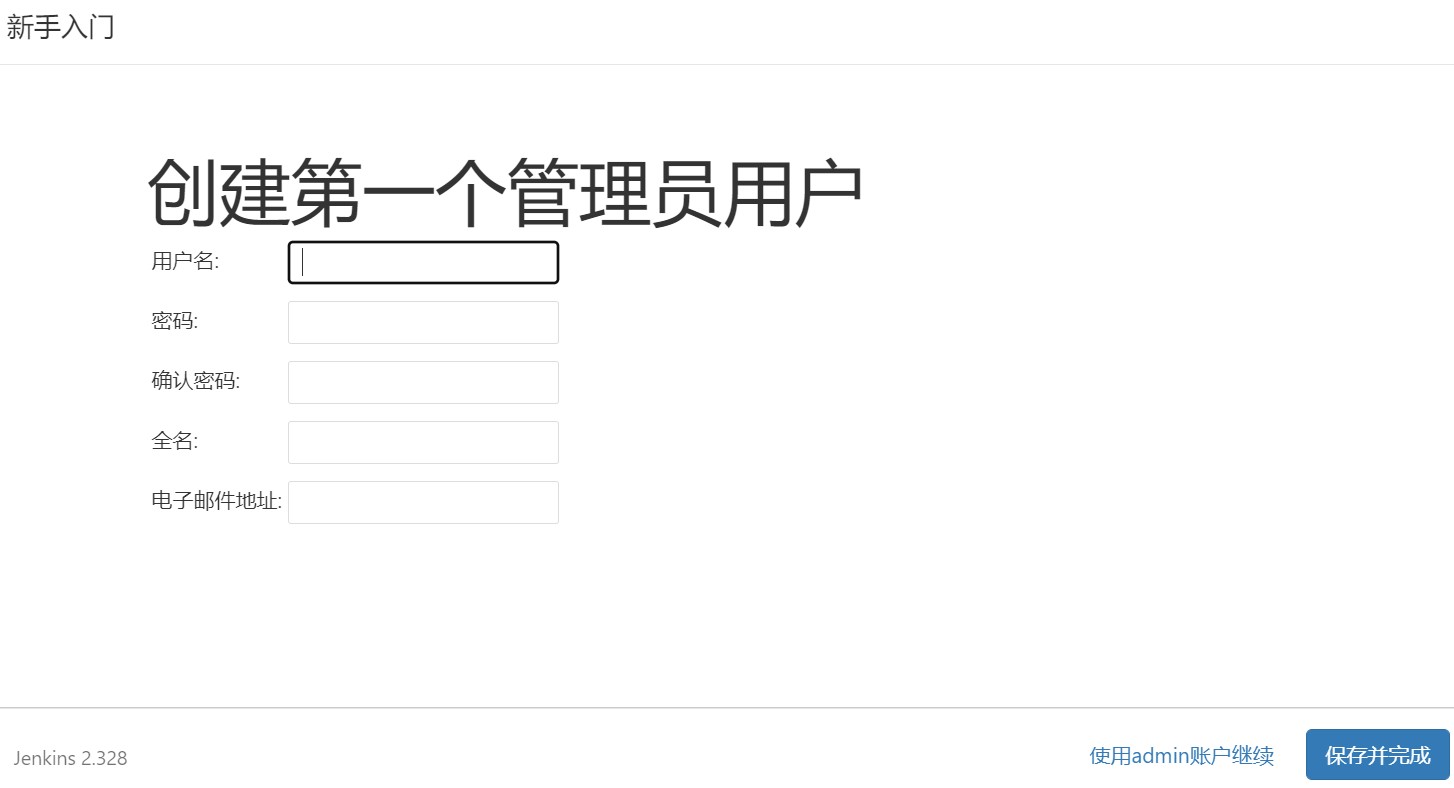 新手入门
创建第一个管理员用户
用户名:
密码:
确认密码:
全名:
电子邮件地址:
Jenkins 2.328
使用admin账户继续
保存并完成